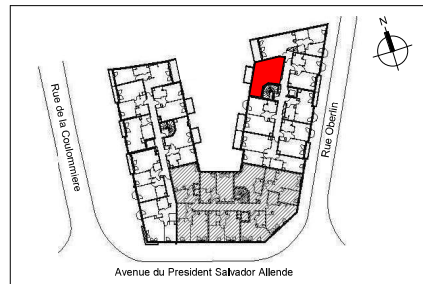 N
Rue de la Coulommiere
Rue Oberlin
Avenue du President Salvador Allende